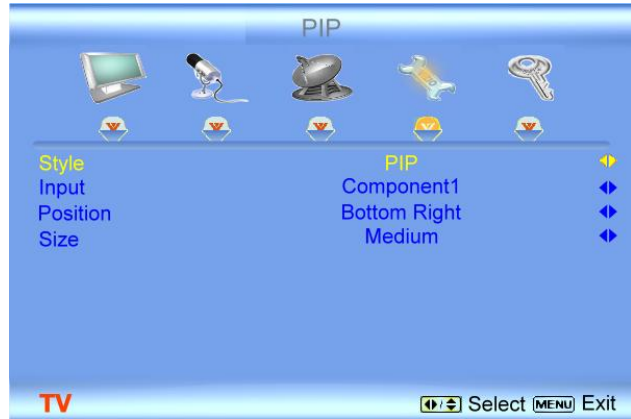 PIP
Style PIP
Input Component1
Position Bottom Right
Size Medium
TV Select MENU Exit